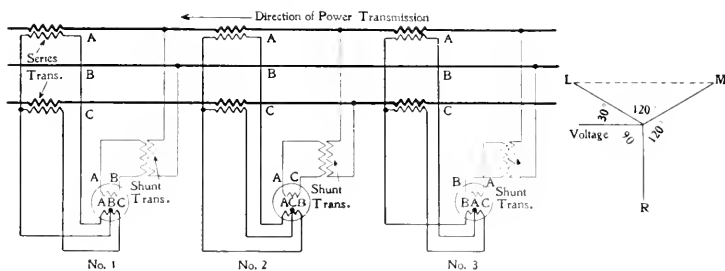 Direction of Power Transmission
A
A
A
Series
Trans.
B
B
B
C
C
C
L
M
30°
120°
Voltage
90
120°
R
A B
Shunt
Trans.
ABC
A C
Shunt
Trans.
ACB
B A
Shunt
Trans.
BAC
No. 1
No. 2
No. 3